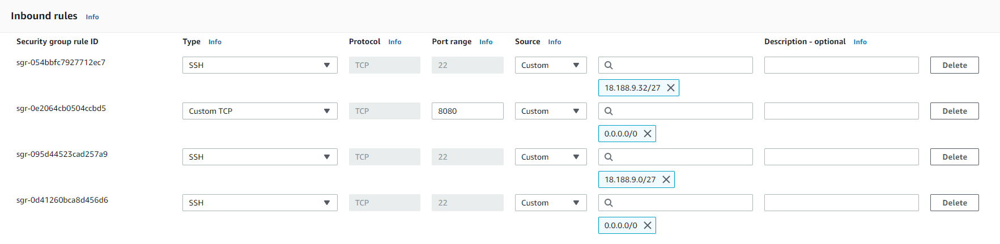 Inbound rules Info
Security group rule ID Type Info Protocol Info Port range Info Source Info Description - optional Info
sgr-054bbfc7927712ec7 SSH TCP 22 Custom Delete
18.188.9.32/27
sgr-0e2064cb0504ccbd5 Custom TCP TCP 8080 Custom Delete
0.0.0.0/0
sgr-095d44523cad257a9 SSH TCP 22 Custom Delete
18.188.9.0/27
sgr-0d41260bca8d456d6 SSH TCP 22 Custom Delete
0.0.0.0/0